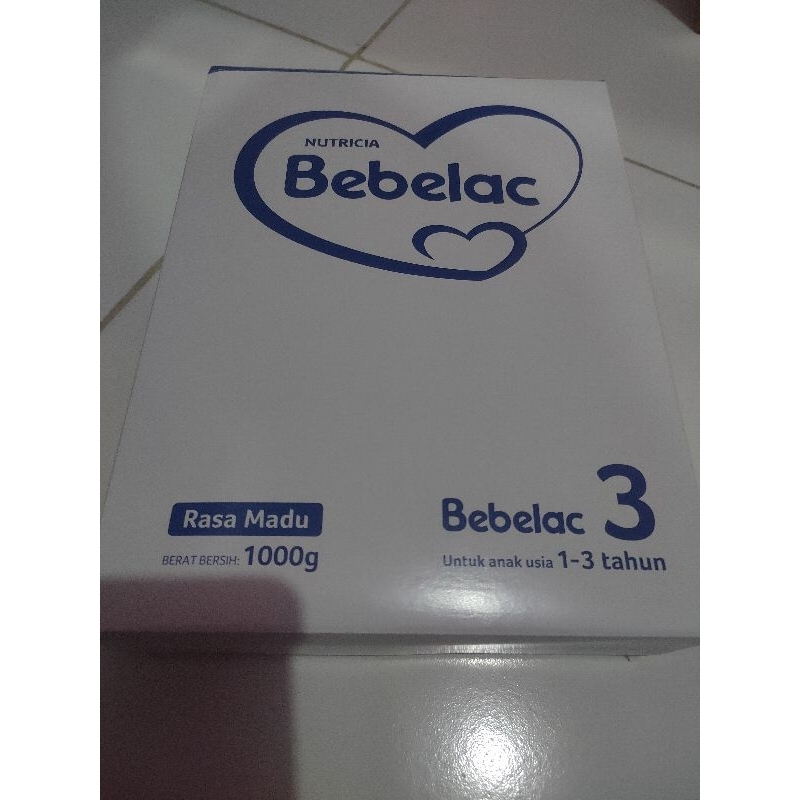 NUTRICIA
Bebelac
Rasa Madu
BERAT BERSIH: 1000g
Bebelac 3
Untuk anak usia 1-3 tahun